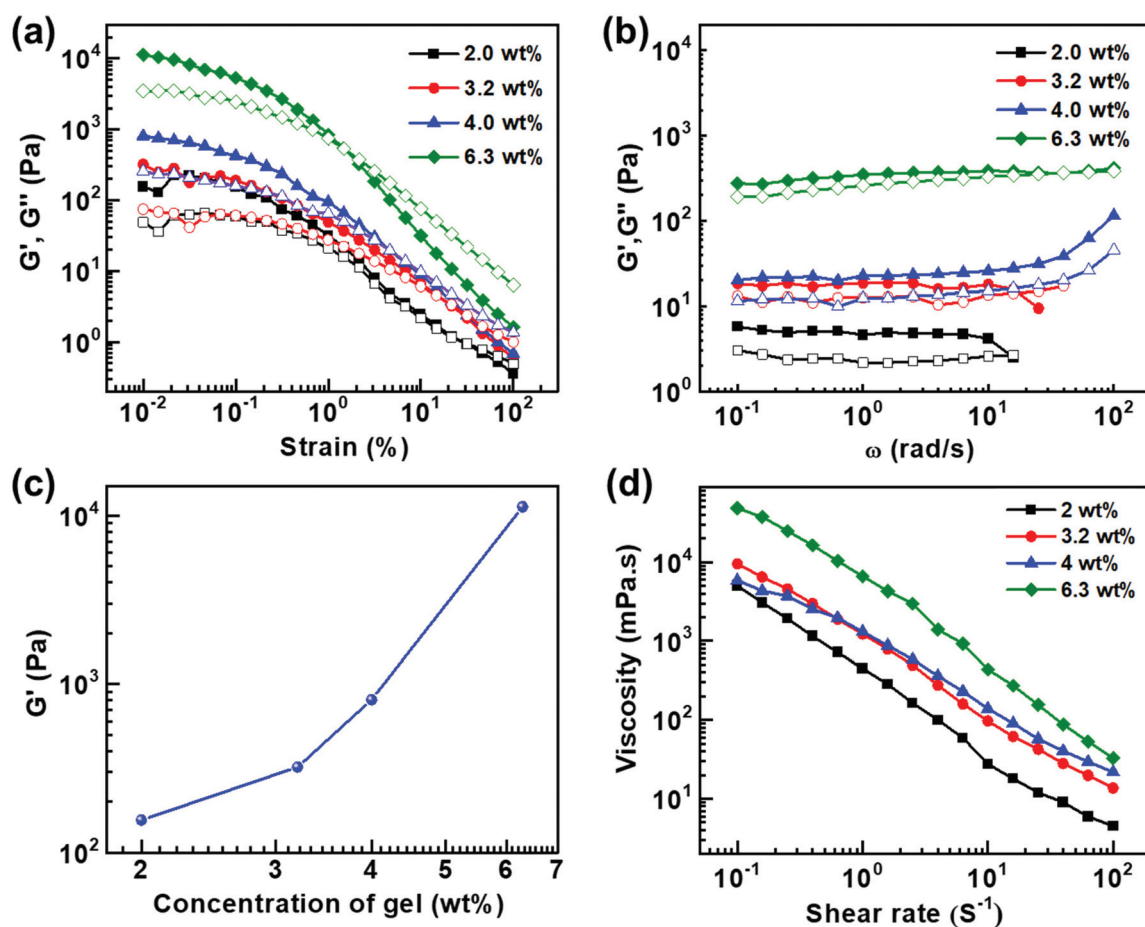 (a)
2.0 wt%
3.2 wt%
4.0 wt%
6.3 wt%
G', G'' (Pa)
10⁴
10³
10²
10¹
10⁰
10⁻²
10⁻¹
10⁰
10¹
10²
Strain (%)
(b)
2.0 wt%
3.2 wt%
4.0 wt%
6.3 wt%
G',G'' (Pa)
10⁴
10³
10²
10¹
10⁰
10⁻¹
10⁰
10¹
10²
ω (rad/s)
(c)
G' (Pa)
10⁴
10³
10²
2
3
4
5
6
7
Concentration of gel (wt%)
(d)
2 wt%
3.2 wt%
4 wt%
6.3 wt%
Viscosity (mPa.s)
10⁴
10³
10²
10¹
10⁻¹
10⁰
10¹
10²
Shear rate (S⁻¹)